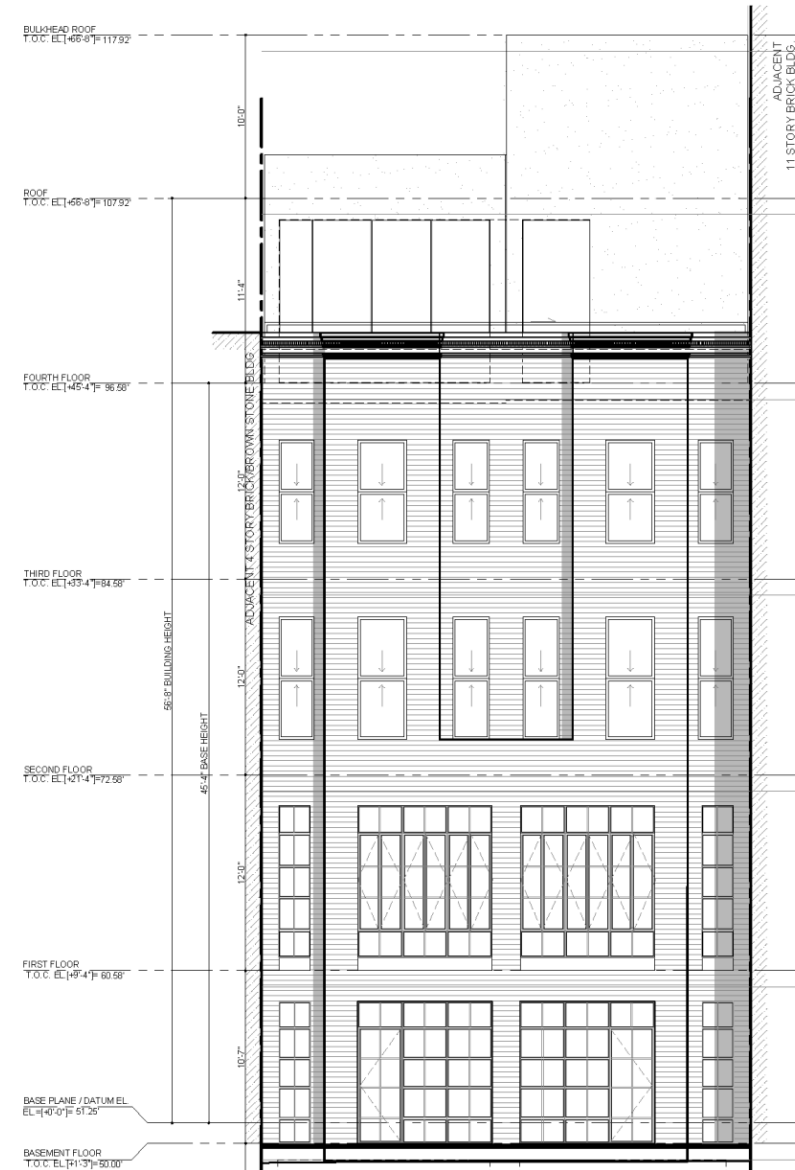 BULKHEAD ROOF
T.O.C. EL [+66'-8"]= 117.92'
ADJACENT
11 STORY BRICK BLDG.
10'-0"
ROOF
T.O.C. EL [+56'-8"]= 107.92'
11'-4"
FOURTH FLOOR
T.O.C. EL [+45'-4"]= 96.58'
ADJACENT 4 STORY BRICK/BROWN STONE BLDG.
12'-0"
THIRD FLOOR
T.O.C. EL [+33'-4"]=84.58'
56'-8" BUILDING HEIGHT
12'-0"
45'-4" BASE HEIGHT
SECOND FLOOR
T.O.C. EL [+21'-4"]=72.58'
12'-0"
FIRST FLOOR
T.O.C. EL [+9'-4"]= 60.58'
10'-7"
BASE PLANE / DATUM EL.
EL =[+0'-0"]= 51.25'
BASEMENT FLOOR
T.O.C. EL [+1'-3"]=50.00'